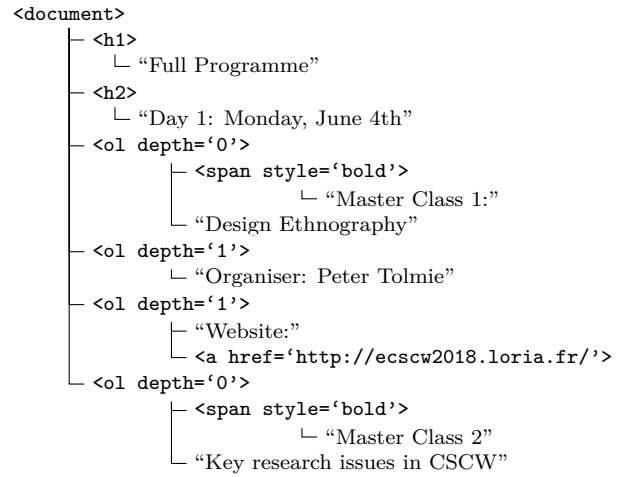 <document>
<h1>
“Full Programme”
<h2>
“Day 1: Monday, June 4th”
<ol depth=‘0’>
<span style=‘bold’>
“Master Class 1:”
“Design Ethnography”
<ol depth=‘1’>
“Organiser: Peter Tolmie”
<ol depth=‘1’>
“Website:”
<a href=‘http://ecscw2018.loria.fr/’>
<ol depth=‘0’>
<span style=‘bold’>
“Master Class 2”
“Key research issues in CSCW”